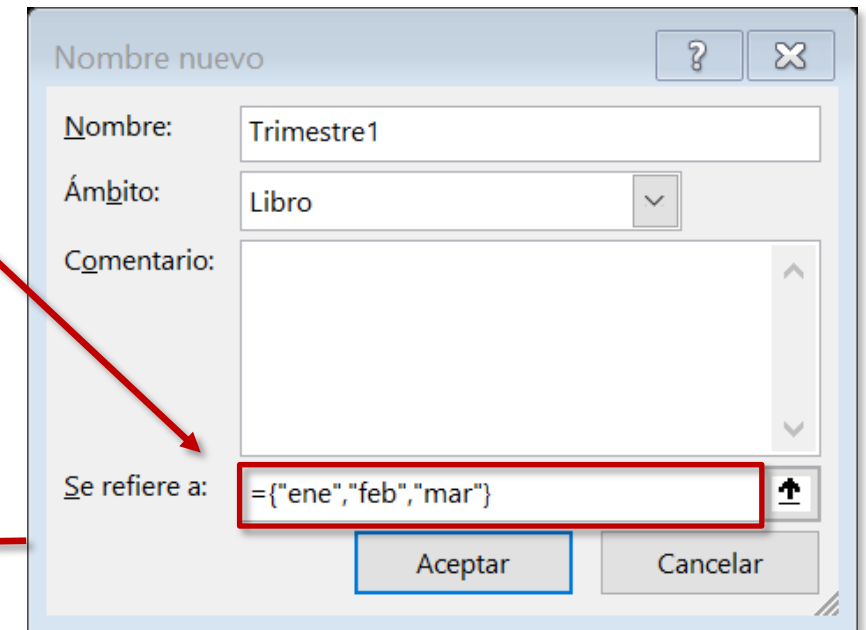 Nombre nuevo
Nombre: Trimestre1
Ámbito: Libro
Comentario:
Se refiere a: ={"ene","feb","mar"}
Aceptar Cancelar